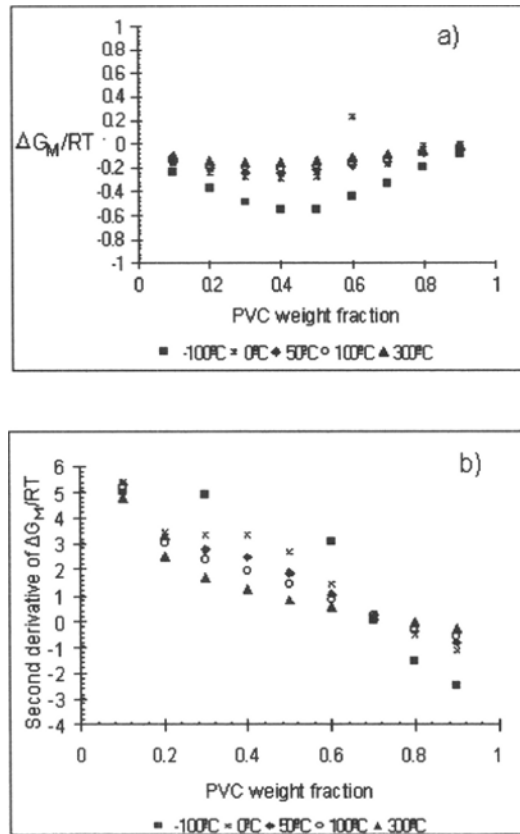 a)
1
0.8
0.6
0.4
0.2
0
-0.2
-0.4
-0.6
-0.8
-1
ΔG_M/RT
0 0.2 0.4 0.6 0.8 1
PVC weight fraction
■ -100ºC × 0ºC ◆ 50ºC ○ 100ºC ▲ 300ºC
b)
6
5
4
3
2
1
0
-1
-2
-3
-4
Second derivative of ΔG_M/RT
0 0.2 0.4 0.6 0.8 1
PVC weight fraction
■ -100ºC × 0ºC ◆ 50ºC ○ 100ºC ▲ 300ºC